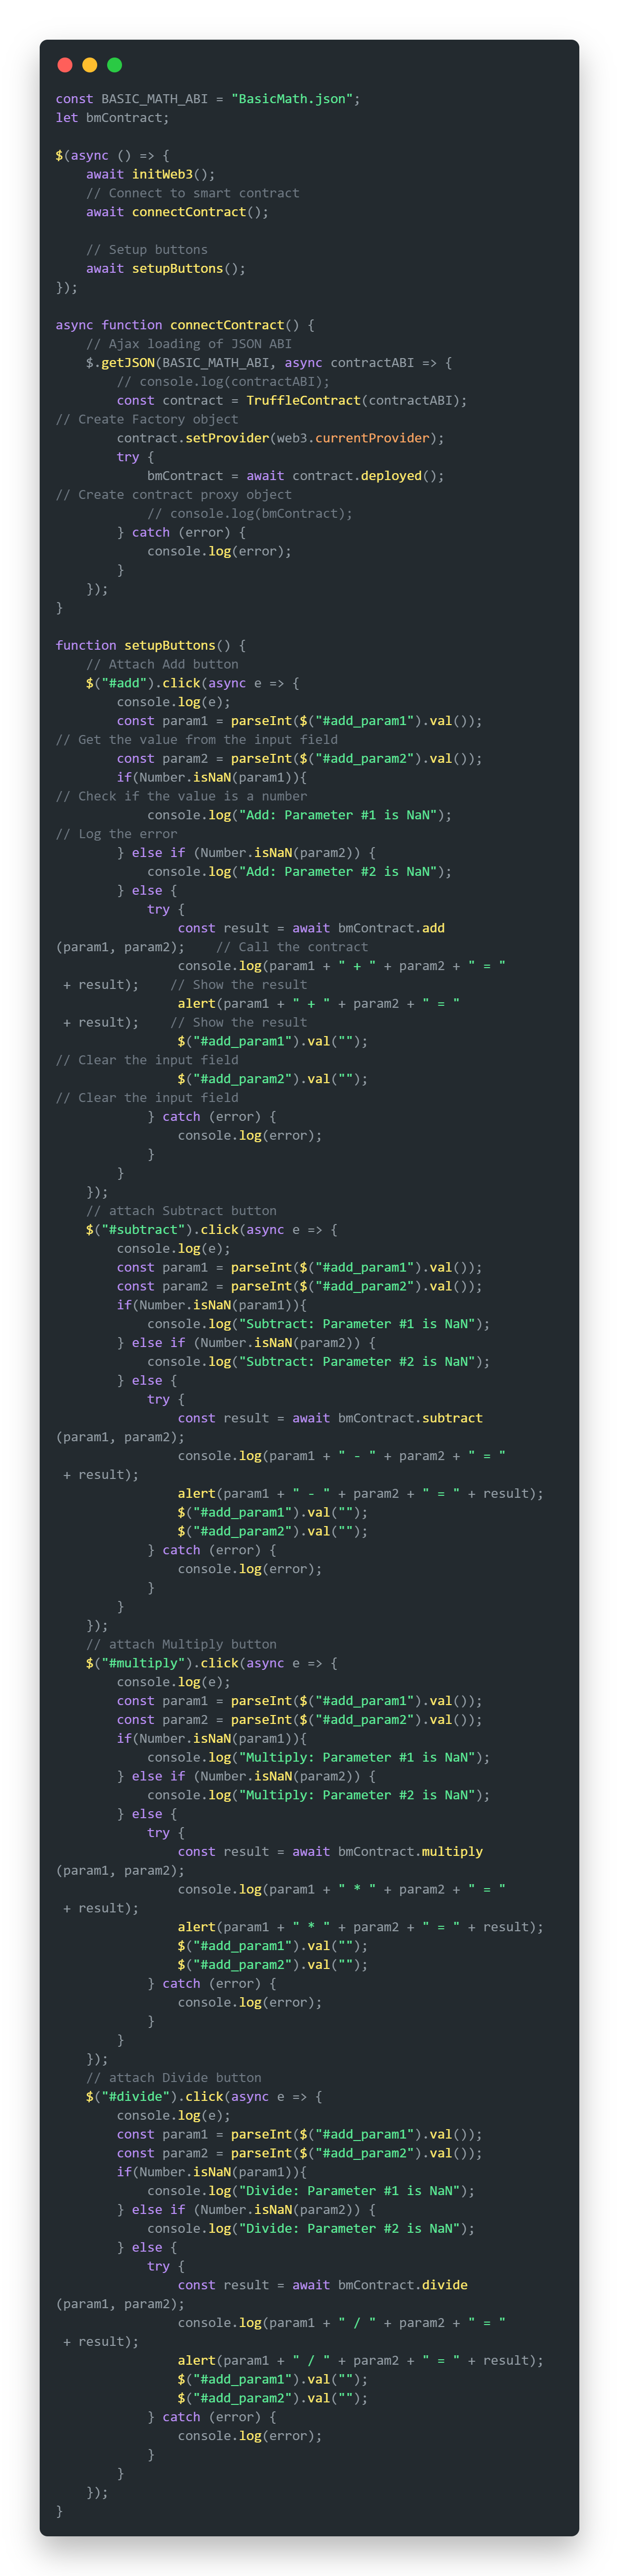 const BASIC_MATH_ABI = "BasicMath.json";
let bmContract;

$(async () => {
    await initWeb3();
    // Connect to smart contract
    await connectContract();

    // Setup buttons
    await setupButtons();
});

async function connectContract() {
    // Ajax loading of JSON ABI
    $.getJSON(BASIC_MATH_ABI, async contractABI => {
        // console.log(contractABI);
        const contract = TruffleContract(contractABI);
// Create Factory object
        contract.setProvider(web3.currentProvider);
        try {
            bmContract = await contract.deployed();
// Create contract proxy object
            // console.log(bmContract);
        } catch (error) {
            console.log(error);
        }
    });
}

function setupButtons() {
    // Attach Add button
    $("#add").click(async e => {
        console.log(e);
        const param1 = parseInt($("#add_param1").val());
// Get the value from the input field
        const param2 = parseInt($("#add_param2").val());
        if(Number.isNaN(param1)){
// Check if the value is a number
            console.log("Add: Parameter #1 is NaN");
// Log the error
        } else if (Number.isNaN(param2)) {
            console.log("Add: Parameter #2 is NaN");
        } else {
            try {
                const result = await bmContract.add
(param1, param2);    // Call the contract
                console.log(param1 + " + " + param2 + " = "
 + result);    // Show the result
                alert(param1 + " + " + param2 + " = "
 + result);    // Show the result
                $("#add_param1").val("");
// Clear the input field
                $("#add_param2").val("");
// Clear the input field
            } catch (error) {
                console.log(error);
            }
        }
    });
    // attach Subtract button
    $("#subtract").click(async e => {
        console.log(e);
        const param1 = parseInt($("#add_param1").val());
        const param2 = parseInt($("#add_param2").val());
        if(Number.isNaN(param1)){
            console.log("Subtract: Parameter #1 is NaN");
        } else if (Number.isNaN(param2)) {
            console.log("Subtract: Parameter #2 is NaN");
        } else {
            try {
                const result = await bmContract.subtract
(param1, param2);
                console.log(param1 + " - " + param2 + " = "
 + result);
                alert(param1 + " - " + param2 + " = " + result);
                $("#add_param1").val("");
                $("#add_param2").val("");
            } catch (error) {
                console.log(error);
            }
        }
    });
    // attach Multiply button
    $("#multiply").click(async e => {
        console.log(e);
        const param1 = parseInt($("#add_param1").val());
        const param2 = parseInt($("#add_param2").val());
        if(Number.isNaN(param1)){
            console.log("Multiply: Parameter #1 is NaN");
        } else if (Number.isNaN(param2)) {
            console.log("Multiply: Parameter #2 is NaN");
        } else {
            try {
                const result = await bmContract.multiply
(param1, param2);
                console.log(param1 + " * " + param2 + " = "
 + result);
                alert(param1 + " * " + param2 + " = " + result);
                $("#add_param1").val("");
                $("#add_param2").val("");
            } catch (error) {
                console.log(error);
            }
        }
    });
    // attach Divide button
    $("#divide").click(async e => {
        console.log(e);
        const param1 = parseInt($("#add_param1").val());
        const param2 = parseInt($("#add_param2").val());
        if(Number.isNaN(param1)){
            console.log("Divide: Parameter #1 is NaN");
        } else if (Number.isNaN(param2)) {
            console.log("Divide: Parameter #2 is NaN");
        } else {
            try {
                const result = await bmContract.divide
(param1, param2);
                console.log(param1 + " / " + param2 + " = "
 + result);
                alert(param1 + " / " + param2 + " = " + result);
                $("#add_param1").val("");
                $("#add_param2").val("");
            } catch (error) {
                console.log(error);
            }
        }
    });
}